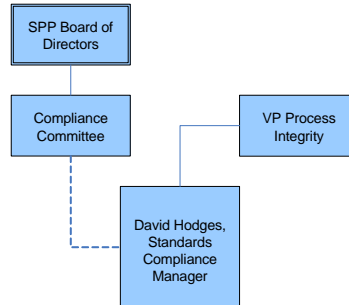 SPP Board of
Directors
Compliance
Committee
VP Process
Integrity
David Hodges,
Standards
Compliance
Manager